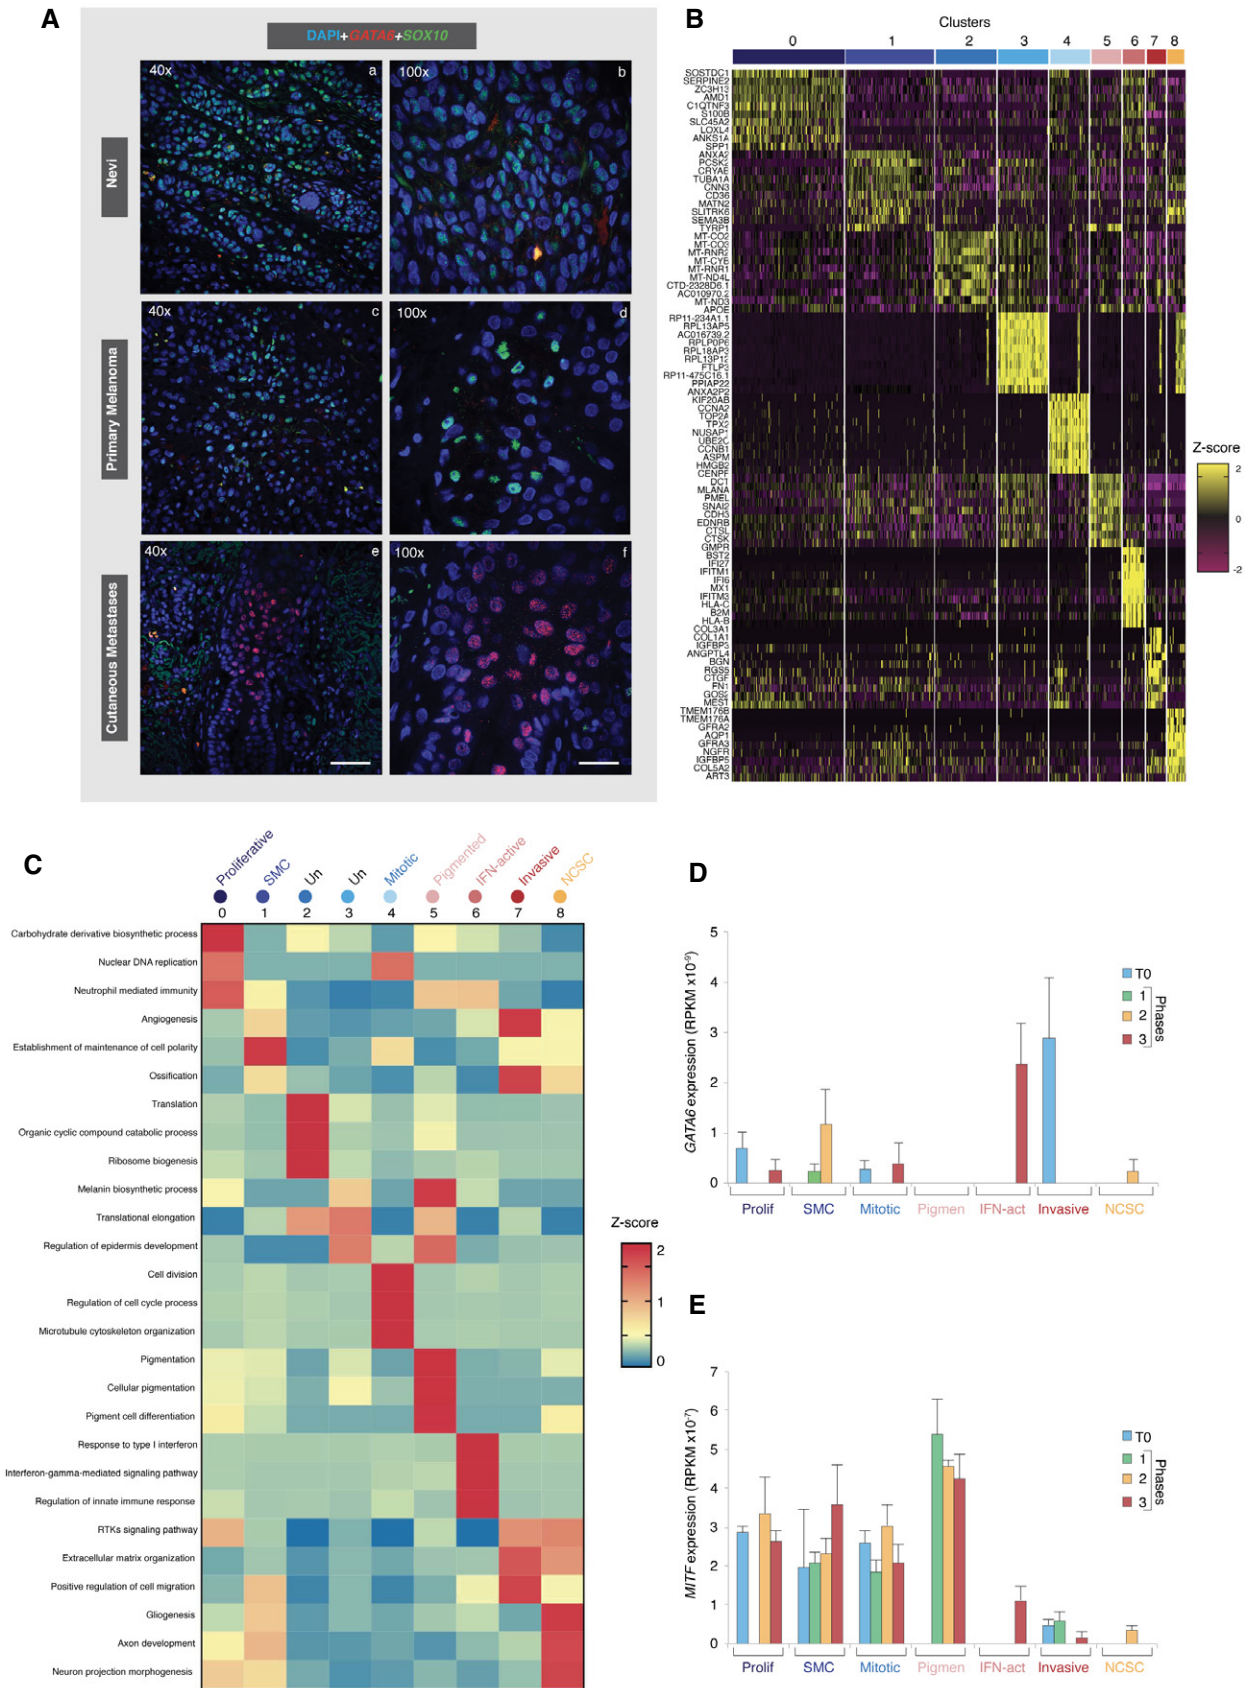 A
DAPI+GATA6+SOX10
Nevi
40x
a
100x
b
Primary Melanoma
40x
c
100x
d
Cutaneous Metastases
40x
e
100x
f
B
Clusters
0 1 2 3 4 5 6 7 8
SOSTDC1
SERPINE2
ZC3H13
AMD1
C1QTNF3
S100B
SLC45A2
LOXL4
ANKS1A
SPP1
ANXA2
PCSK2
CRYAE
TUBA1A
CNN3
CD36
MATN2
SLITRK6
SEMA3B
TYRP1
MT-CO2
MT-CO3
MT-RNR2
MT-CYB
MT-RNR1
MT-ND4L
CTD-2328D6.1
AC010970.2
MT-ND3
APOE
RP11-234A1.1
RPL13AP5
AC016739.2
RPLP0P6
RPL18AP3
RPL13P12
FTLP3
RP11-475C16.1
PPIAP22
ANXA2P2
KIF20AB
CCNA2
TOP2A
TPX2
NUSAP1
UBE2C
CCNB1
ASPM
HMGB2
CENPF
DC1
MLANA
PMEL
SNAI2
CDH3
EDNRB
CTSL
CTSK
GMPR
BST2
IFI27
IFITM1
IFI6
MX1
IFITM3
HLA-C
B2M
HLA-B
COL3A1
COL1A1
IGFBP3
ANGPTL4
BGN
RGS5
CTGF
FN1
GOS2
MEST
TMEM176B
TMEM176A
GFRA2
AQP1
GFRA3
NGFR
IGFBP5
COL5A2
ART3
Z-score
2
0
-2
C
Proliferative SMC Un Un Mitotic Pigmented IFN-active Invasive NCSC
0 1 2 3 4 5 6 7 8
Carbohydrate derivative biosynthetic process
Nuclear DNA replication
Neutrophil mediated immunity
Angiogenesis
Establishment of maintenance of cell polarity
Ossification
Translation
Organic cyclic compound catabolic process
Ribosome biogenesis
Melanin biosynthetic process
Translational elongation
Regulation of epidermis development
Cell division
Regulation of cell cycle process
Microtubule cytoskeleton organization
Pigmentation
Cellular pigmentation
Pigment cell differentiation
Response to type I interferon
Interferon-gamma-mediated signaling pathway
Regulation of innate immune response
RTKs signaling pathway
Extracellular matrix organization
Positive regulation of cell migration
Gliogenesis
Axon development
Neuron projection morphogenesis
Z-score
2
1
0
D
GATA6 expression (RPKM x10-9)
5
4
3
2
1
0
Prolif SMC Mitotic Pigmen IFN-act Invasive NCSC
T0
1
2
3
Phases
E
MITF expression (RPKM x10-7)
7
6
5
4
3
2
1
0
Prolif SMC Mitotic Pigmen IFN-act Invasive NCSC
T0
1
2
3
Phases